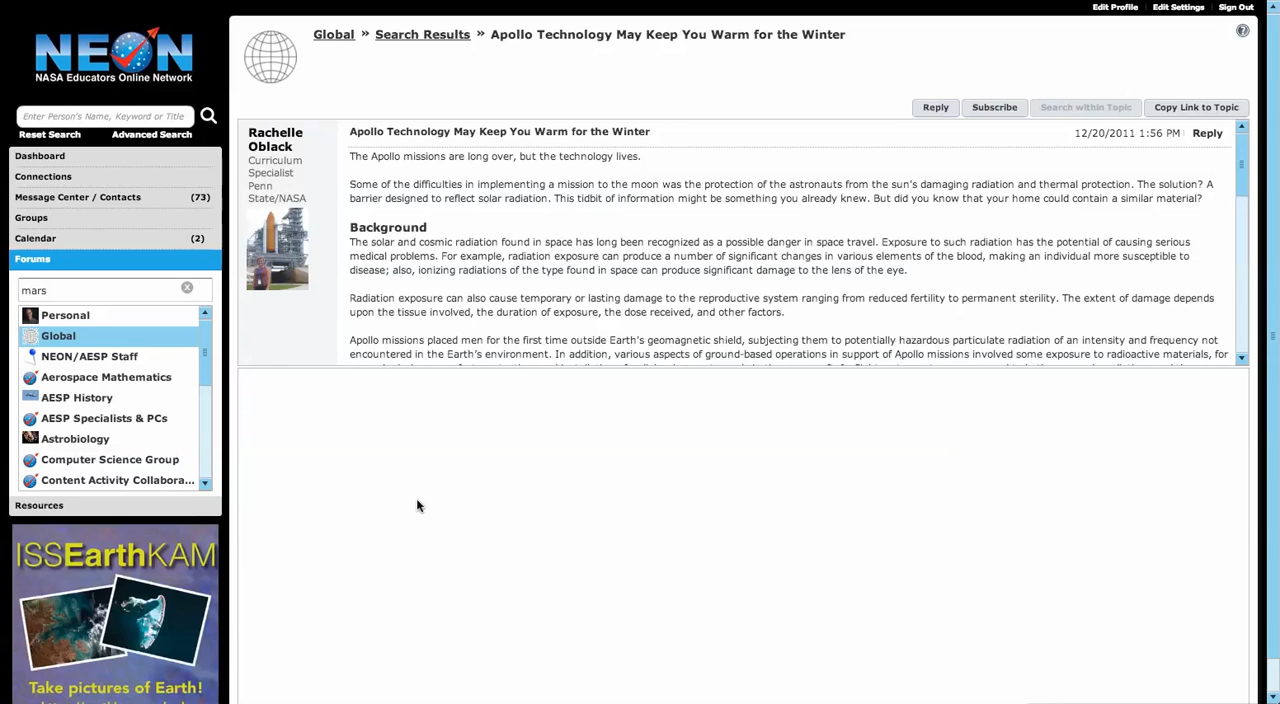 Edit Profile Edit Settings Sign Out
NEON
NASA Educators Online Network
Enter Person's Name, Keyword or Title
Reset Search Advanced Search
Dashboard
Connections
Message Center / Contacts (73)
Groups
Calendar (2)
Forums
mars
Personal
Global
NEON/AESP Staff
Aerospace Mathematics
AESP History
AESP Specialists & PCs
Astrobiology
Computer Science Group
Content Activity Collabora...
Resources
ISSEarthKAM
Take pictures of Earth!
Global » Search Results » Apollo Technology May Keep You Warm for the Winter
Reply Subscribe Search within Topic Copy Link to Topic
Rachelle
Oblack
Curriculum
Specialist
Penn
State/NASA
Apollo Technology May Keep You Warm for the Winter 12/20/2011 1:56 PM Reply
The Apollo missions are long over, but the technology lives.
Some of the difficulties in implementing a mission to the moon was the protection of the astronauts from the sun's damaging radiation and thermal protection. The solution? A
barrier designed to reflect solar radiation. This tidbit of information might be something you already knew. But did you know that your home could contain a similar material?
Background
The solar and cosmic radiation found in space has long been recognized as a possible danger in space travel. Exposure to such radiation has the potential of causing serious
medical problems. For example, radiation exposure can produce a number of significant changes in various elements of the blood, making an individual more susceptible to
disease; also, ionizing radiations of the type found in space can produce significant damage to the lens of the eye.
Radiation exposure can also cause temporary or lasting damage to the reproductive system ranging from reduced fertility to permanent sterility. The extent of damage depends
upon the tissue involved, the duration of exposure, the dose received, and other factors.
Apollo missions placed men for the first time outside Earth's geomagnetic shield, subjecting them to potentially hazardous particulate radiation of an intensity and frequency not
encountered in the Earth's environment. In addition, various aspects of ground-based operations in support of Apollo missions involved some exposure to radioactive materials, for